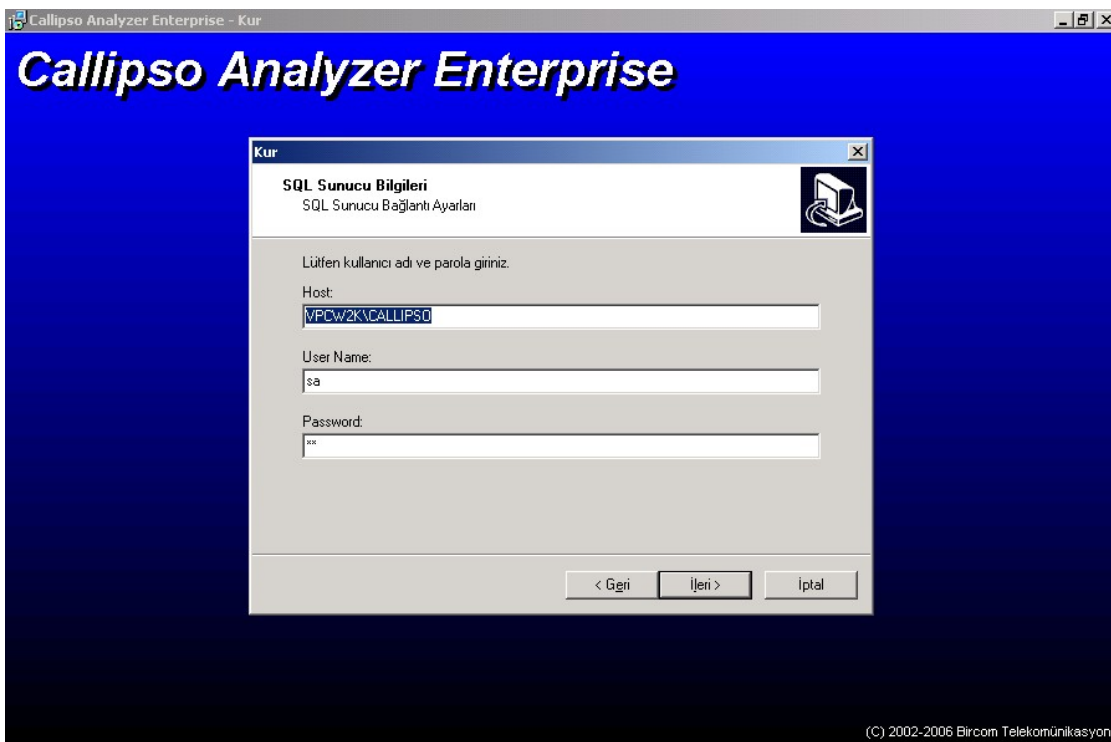 Callipso Analyzer Enterprise - Kur
Callipso Analyzer Enterprise
Kur
SQL Sunucu Bilgileri
SQL Sunucu Bağlantı Ayarları
Lütfen kullanıcı adı ve parola giriniz.
Host:
VPCW2K\CALLIPSO
User Name:
sa
Password:
**
< Geri
İleri >
İptal
(C) 2002-2006 Bircom Telekomünikasyon